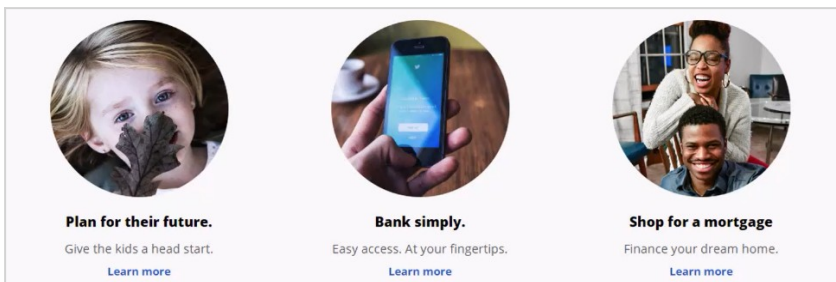 Plan for their future.
Give the kids a head start.
Learn more
Bank simply.
Easy access. At your fingertips.
Learn more
Shop for a mortgage
Finance your dream home.
Learn more